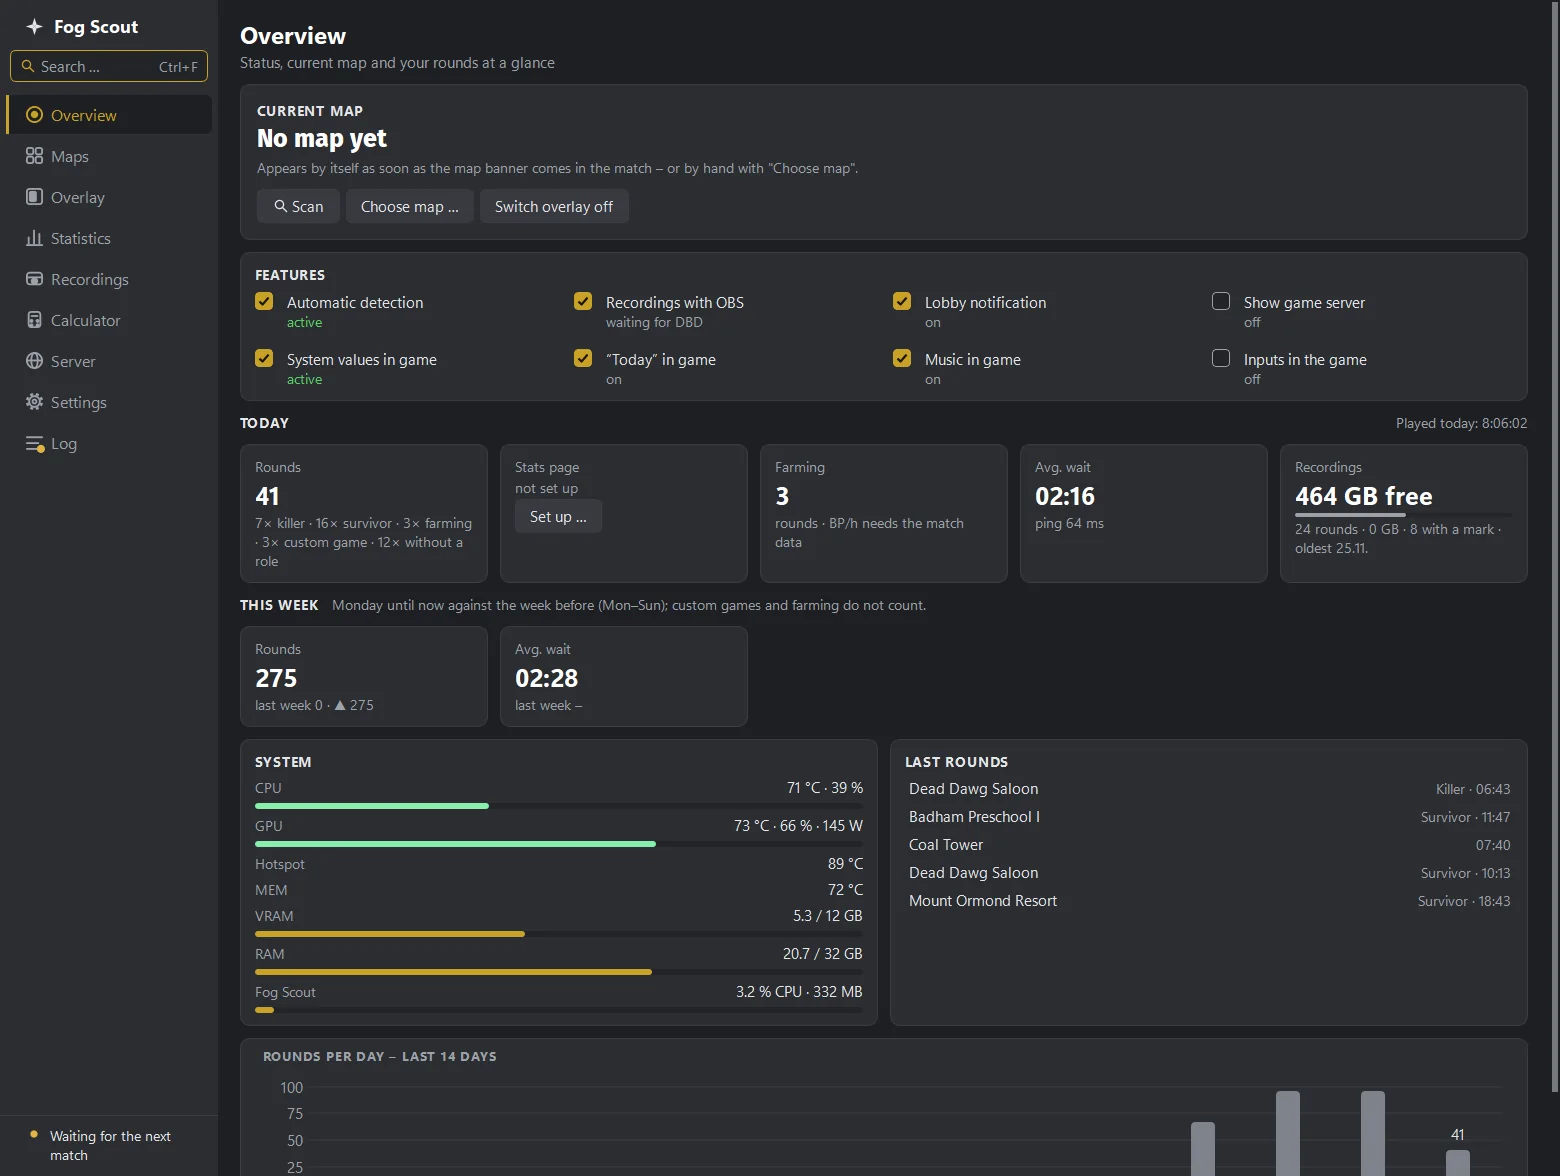 Fog Scout
Search ... Ctrl+F
Overview
Maps
Overlay
Statistics
Recordings
Calculator
Server
Settings
Log
Waiting for the next
match
Overview
Status, current map and your rounds at a glance
CURRENT MAP
No map yet
Appears by itself as soon as the map banner comes in the match – or by hand with "Choose map".
Scan
Choose map ...
Switch overlay off
FEATURES
Automatic detection
active
Recordings with OBS
waiting for DBD
Lobby notification
on
Show game server
off
System values in game
active
“Today” in game
on
Music in game
on
Inputs in the game
off
TODAY
Played today: 8:06:02
Rounds
41
7× killer · 16× survivor · 3× farming
· 3× custom game · 12× without a
role
Stats page
not set up
Set up ...
Farming
3
rounds · BP/h needs the match
data
Avg. wait
02:16
ping 64 ms
Recordings
464 GB free
24 rounds · 0 GB · 8 with a mark ·
oldest 25.11.
THIS WEEK Monday until now against the week before (Mon–Sun); custom games and farming do not count.
Rounds
275
last week 0 · ▲ 275
Avg. wait
02:28
last week –
SYSTEM
CPU 71 °C · 39 %
GPU 73 °C · 66 % · 145 W
Hotspot 89 °C
MEM 72 °C
VRAM 5.3 / 12 GB
RAM 20.7 / 32 GB
Fog Scout 3.2 % CPU · 332 MB
LAST ROUNDS
Dead Dawg Saloon Killer · 06:43
Badham Preschool I Survivor · 11:47
Coal Tower 07:40
Dead Dawg Saloon Survivor · 10:13
Mount Ormond Resort Survivor · 18:43
ROUNDS PER DAY – LAST 14 DAYS
100
75
50
25
41